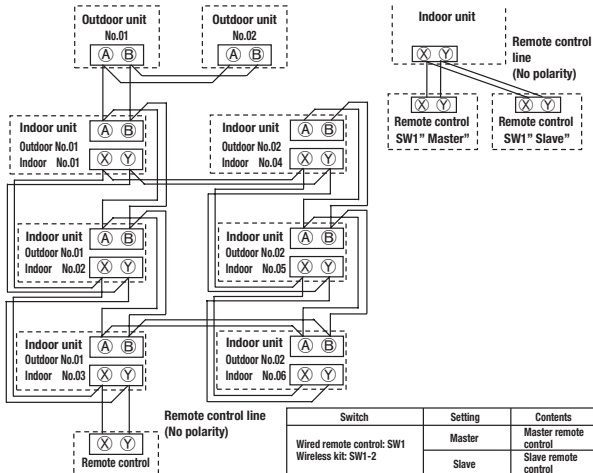 Outdoor unit
No.01
A B
Outdoor unit
No.02
A B
Indoor unit
X Y
Remote control
line
(No polarity)
X Y
Remote control
SW1" Master"
X Y
Remote control
SW1" Slave"
Indoor unit
Outdoor No.01
Indoor No.01
A B
X Y
Indoor unit
Outdoor No.02
Indoor No.04
A B
X Y
Indoor unit
Outdoor No.01
Indoor No.02
A B
X Y
Indoor unit
Outdoor No.02
Indoor No.05
A B
X Y
Indoor unit
Outdoor No.01
Indoor No.03
A B
X Y
Indoor unit
Outdoor No.02
Indoor No.06
A B
X Y
Remote control line
(No polarity)
X Y
Remote control
Switch Setting Contents
Wired remote control: SW1
Wireless kit: SW1-2
Master
Master remote
control
Slave
Slave remote
control